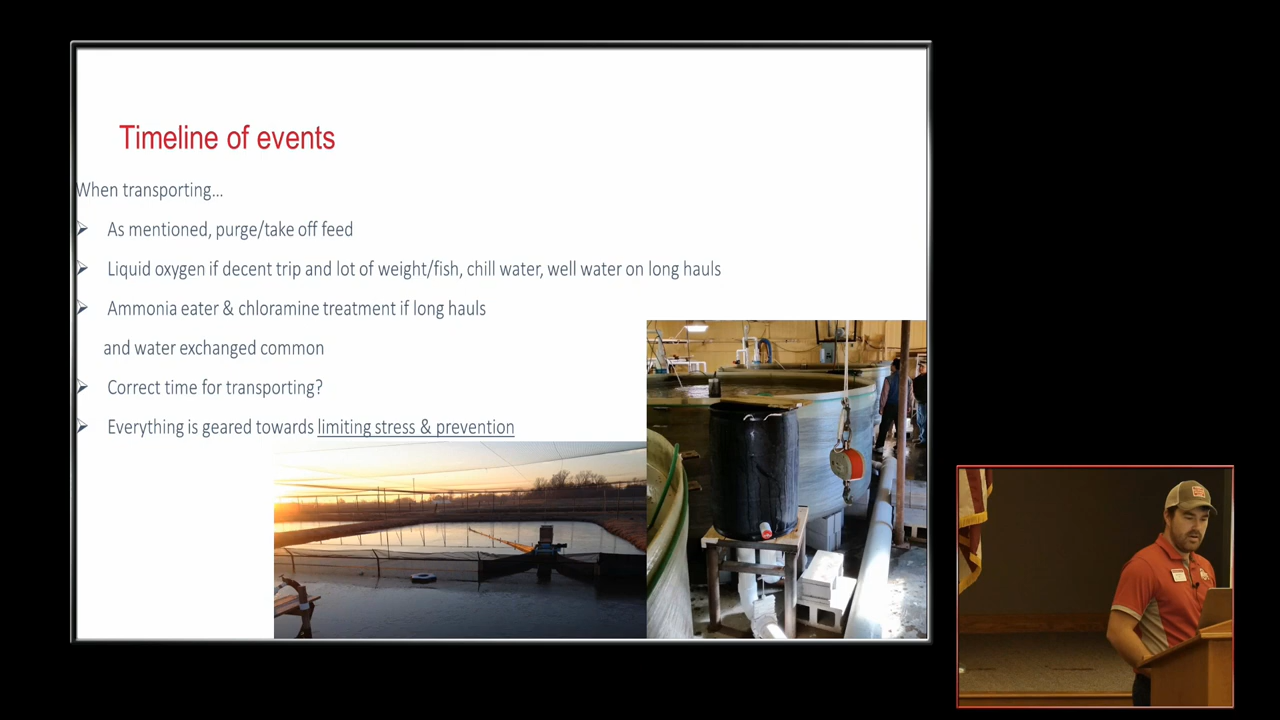 Timeline of events
When transporting...
As mentioned, purge/take off feed
Liquid oxygen if decent trip and lot of weight/fish, chill water, well water on long hauls
Ammonia eater & chloramine treatment if long hauls
and water exchanged common
Correct time for transporting?
Everything is geared towards limiting stress & prevention